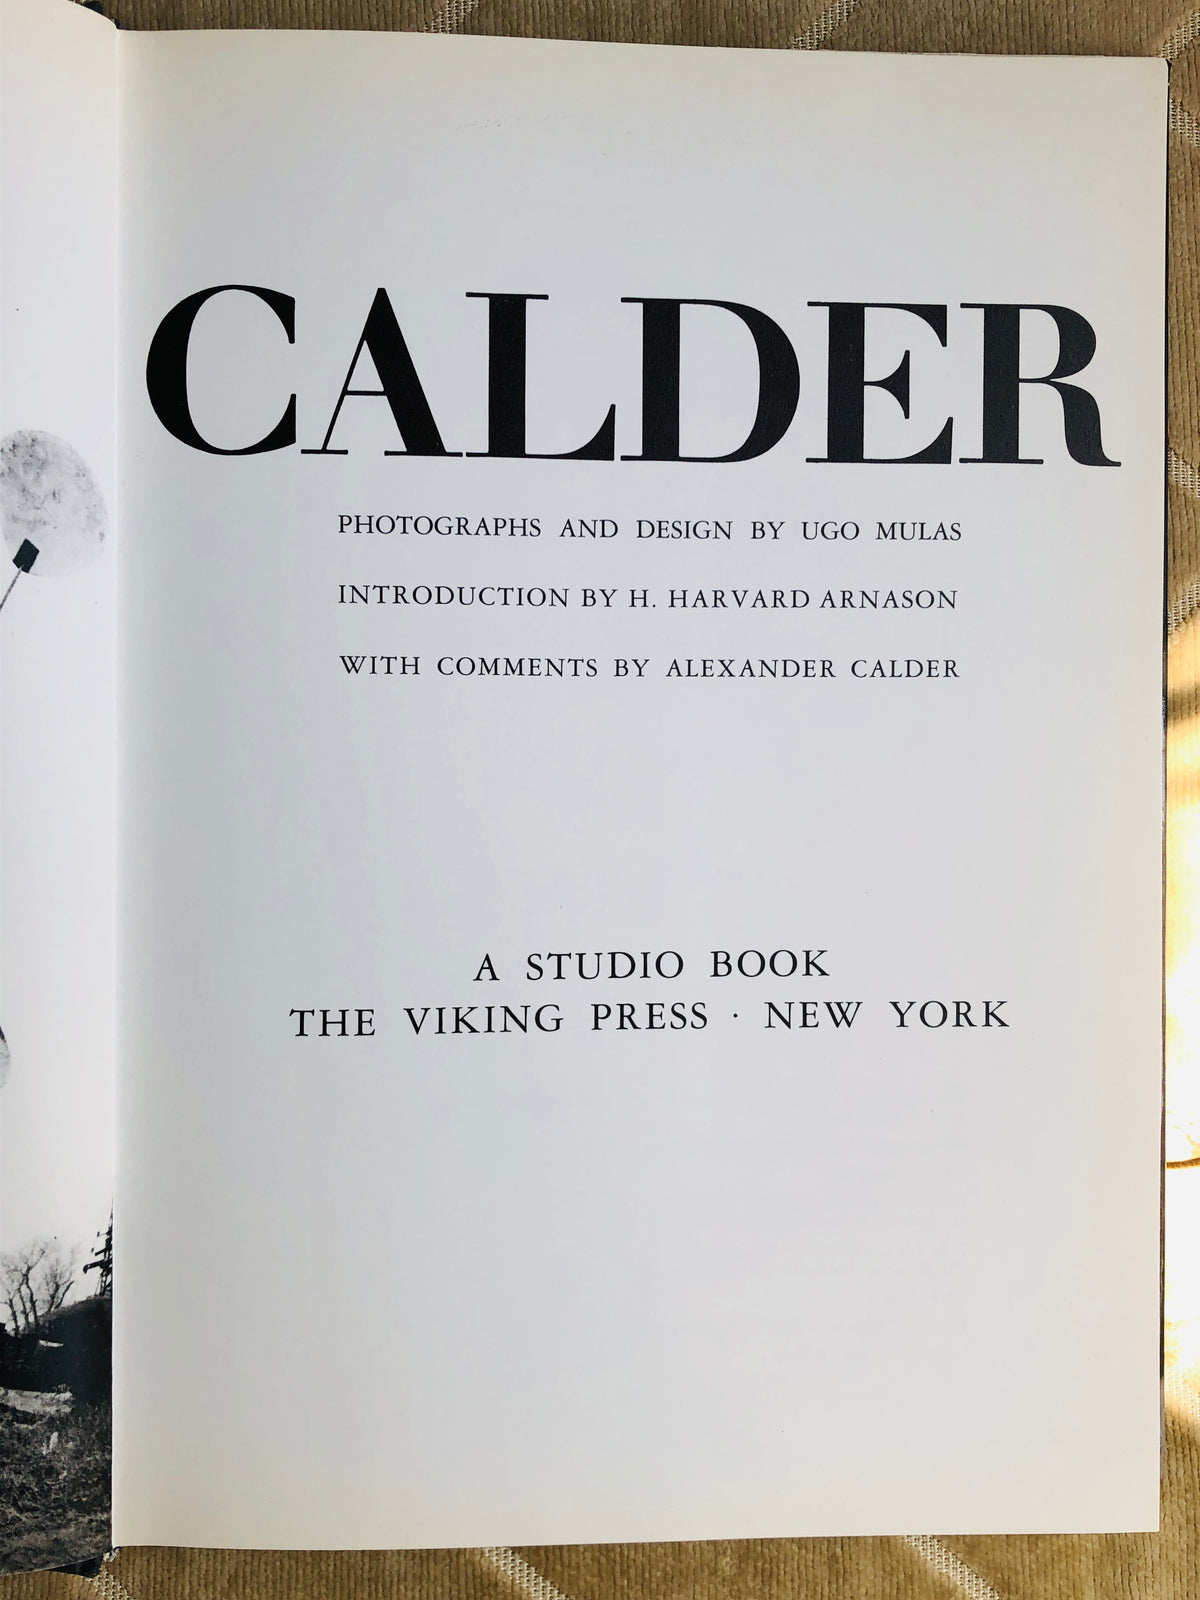 CALDER
PHOTOGRAPHS AND DESIGN BY UGO MULAS
INTRODUCTION BY H. HARVARD ARNASON
WITH COMMENTS BY ALEXANDER CALDER
A STUDIO BOOK
THE VIKING PRESS · NEW YORK